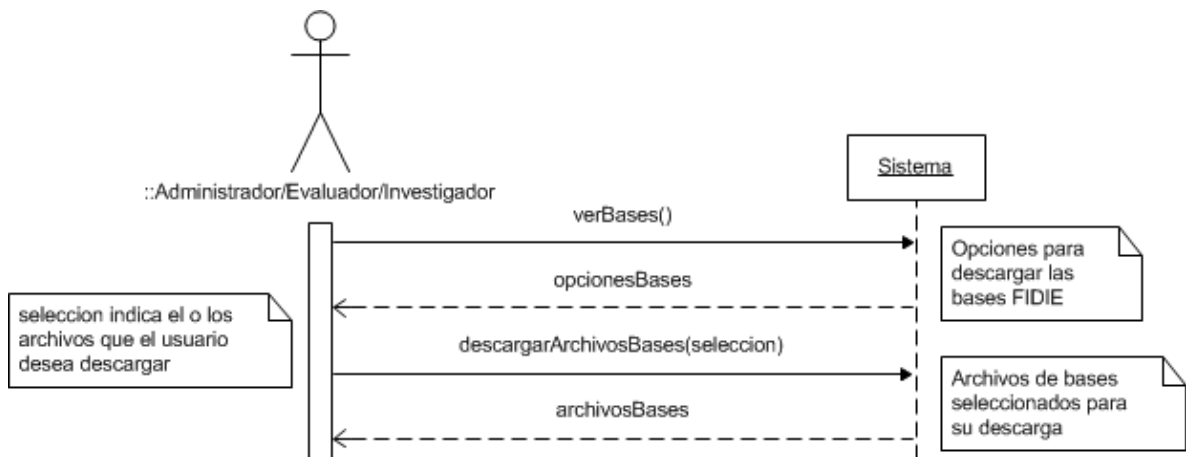 Sistema
::Administrador/Evaluador/Investigador
verBases()
Opciones para
descargar las
bases FIDIE
opcionesBases
seleccion indica el o los
archivos que el usuario
desea descargar
descargarArchivosBases(seleccion)
Archivos de bases
seleccionados para
su descarga
archivosBases